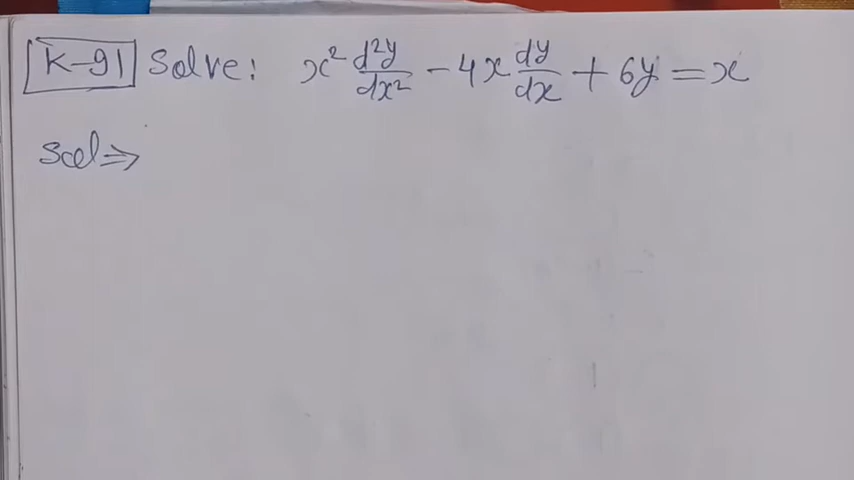 K-91 Solve: x² d²y/dx² - 4x dy/dx + 6y = x
Sol⇒